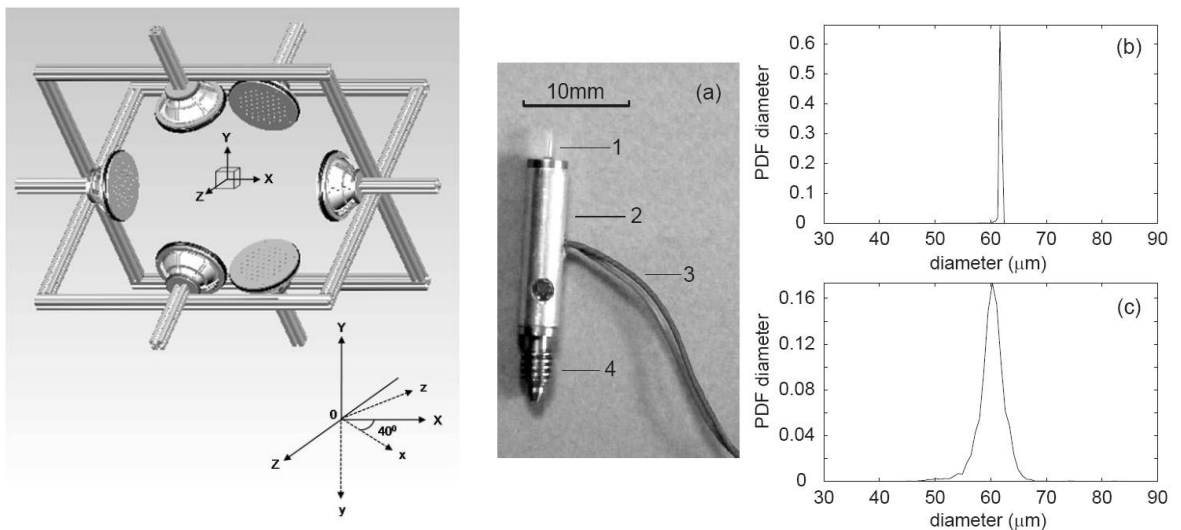 Y
X
Z
Y
z
0
X
40⁰
x
Z
y
10mm
(a)
1
2
3
4
(b)
PDF diameter
0.6
0.5
0.4
0.3
0.2
0.1
0
30 40 50 60 70 80 90
diameter (μm)
(c)
PDF diameter
0.16
0.12
0.08
0.04
0
30 40 50 60 70 80 90
diameter (μm)